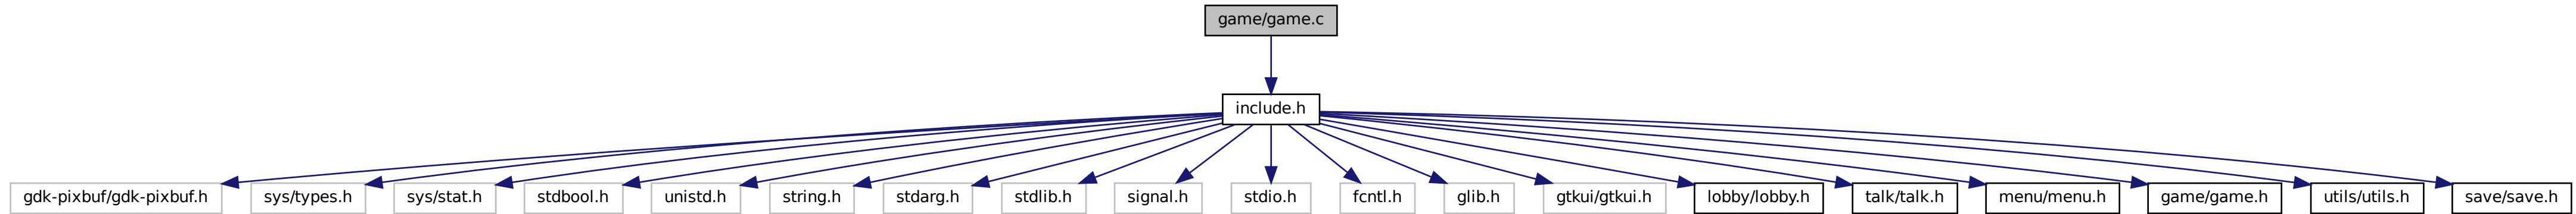 game/game.c
include.h
gdk-pixbuf/gdk-pixbuf.h
sys/types.h
sys/stat.h
stdbool.h
unistd.h
string.h
stdarg.h
stdlib.h
signal.h
stdio.h
fcntl.h
glib.h
gtkui/gtkui.h
lobby/lobby.h
talk/talk.h
menu/menu.h
game/game.h
utils/utils.h
save/save.h